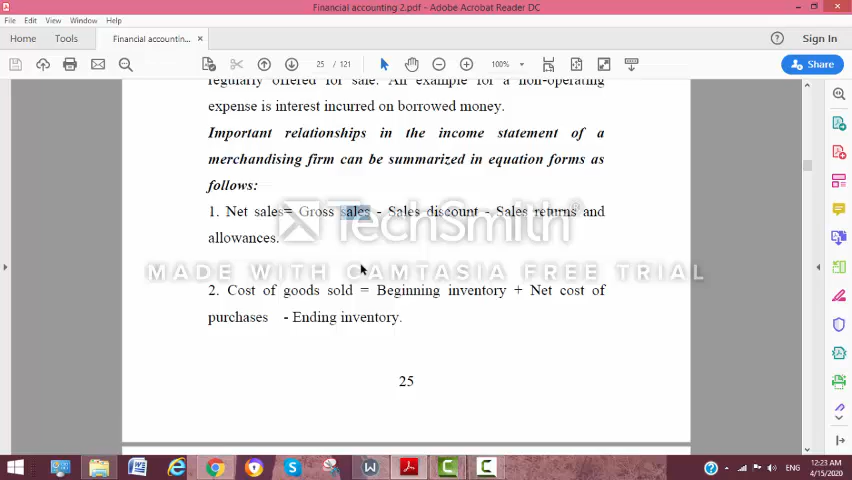 Financial accounting 2.pdf - Adobe Acrobat Reader DC
File Edit View Window Help
Home Tools Financial accountin... × Sign In
25 / 121 100% Share
regularly offered for sale. An example for a non-operating
expense is interest incurred on borrowed money.
Important relationships in the income statement of a
merchandising firm can be summarized in equation forms as
follows:
1. Net sales= Gross sales - Sales discount - Sales returns and
allowances.
TechSmith®
MADE WITH CAMTASIA FREE TRIAL
2. Cost of goods sold = Beginning inventory + Net cost of
purchases - Ending inventory.
25
ENG 12:23 AM
4/15/2020